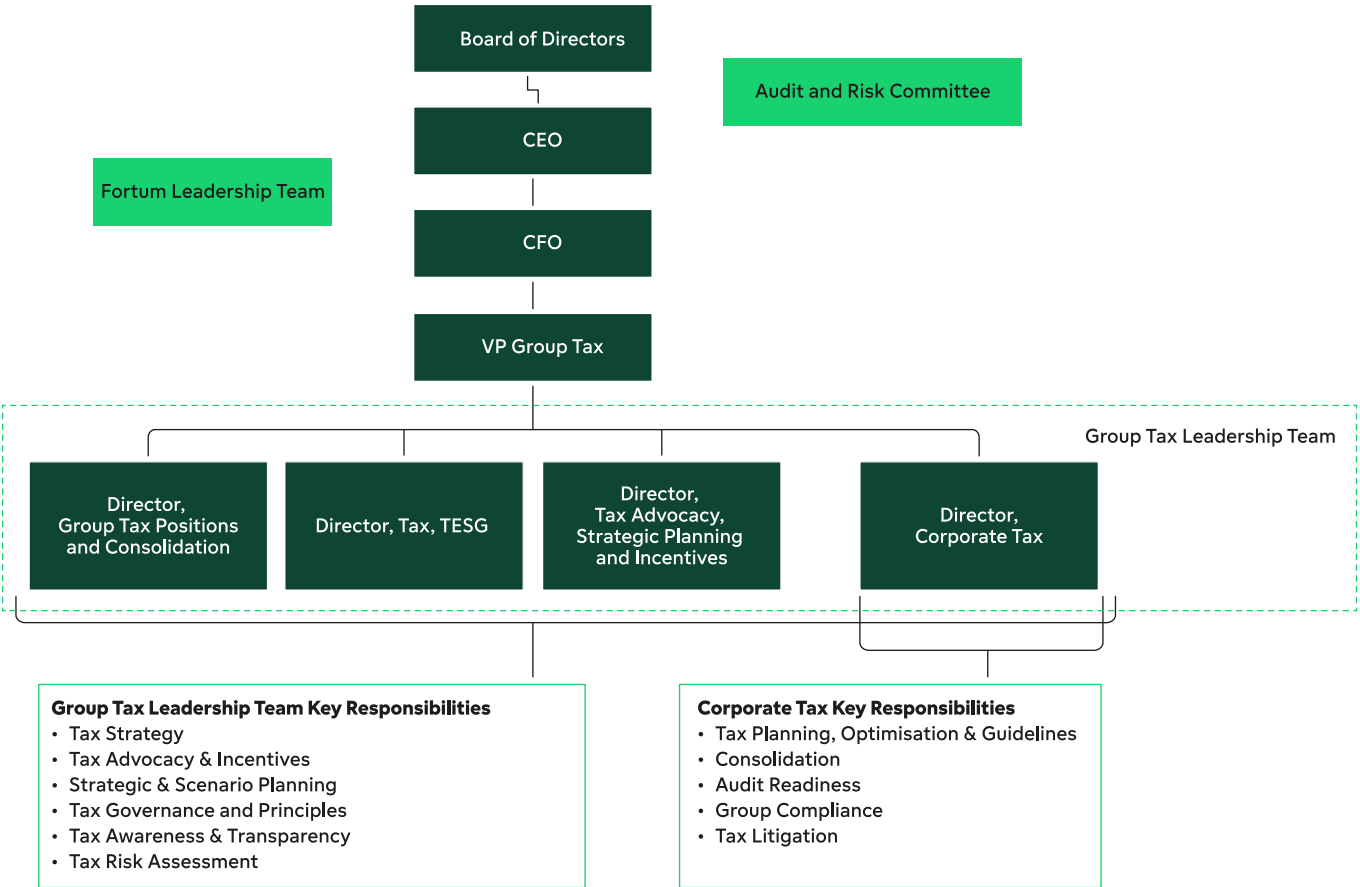 Board of Directors
Audit and Risk Committee
CEO
Fortum Leadership Team
CFO
VP Group Tax
Group Tax Leadership Team
Director,
Group Tax Positions
and Consolidation
Director, Tax, TESG
Director,
Tax Advocacy,
Strategic Planning
and Incentives
Director,
Corporate Tax
Group Tax Leadership Team Key Responsibilities
• Tax Strategy
• Tax Advocacy & Incentives
• Strategic & Scenario Planning
• Tax Governance and Principles
• Tax Awareness & Transparency
• Tax Risk Assessment
Corporate Tax Key Responsibilities
• Tax Planning, Optimisation & Guidelines
• Consolidation
• Audit Readiness
• Group Compliance
• Tax Litigation